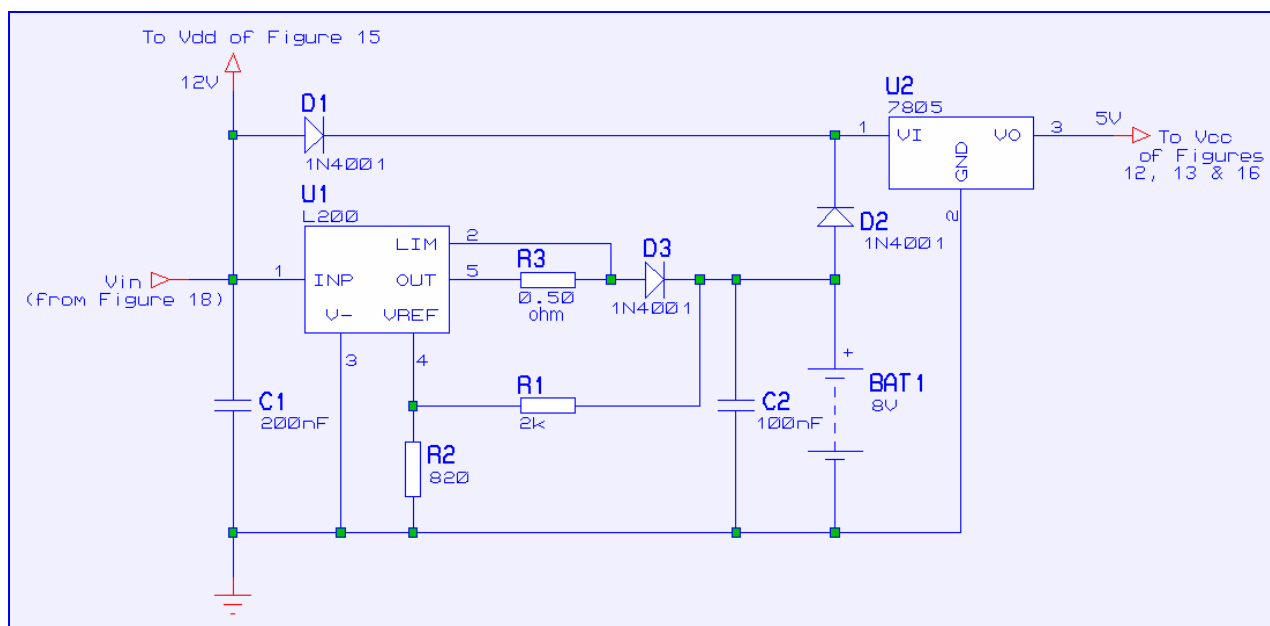 To Vdd of Figure 15
12V
D1
1N4001
U2
7805
1
VI
VO
GND
3
2
5V
To Vcc
of Figures
12, 13 & 16
U1
L200
LIM
2
INP
OUT
5
V-
VREF
1
3
4
Vin
(from Figure 18)
R3
0.50
ohm
D3
1N4001
D2
1N4001
R1
2k
R2
820
C1
200nF
C2
100nF
+
BAT1
8V